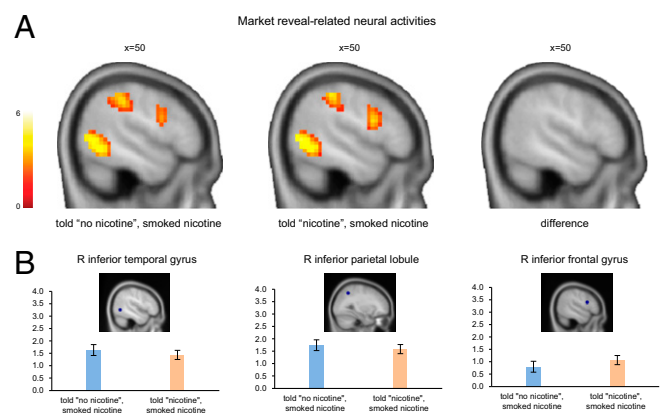 A
Market reveal-related neural activities
x=50
x=50
x=50
6
0
told “no nicotine”, smoked nicotine
told “nicotine”, smoked nicotine
difference
B
R inferior temporal gyrus
4.0
3.5
3.0
2.5
2.0
1.5
1.0
0.5
0.0
told "no nicotine", smoked nicotine
told "nicotine", smoked nicotine
R inferior parietal lobule
4.0
3.5
3.0
2.5
2.0
1.5
1.0
0.5
0.0
told "no nicotine", smoked nicotine
told "nicotine", smoked nicotine
R inferior frontal gyrus
4.0
3.5
3.0
2.5
2.0
1.5
1.0
0.5
0.0
told "no nicotine", smoked nicotine
told "nicotine", smoked nicotine